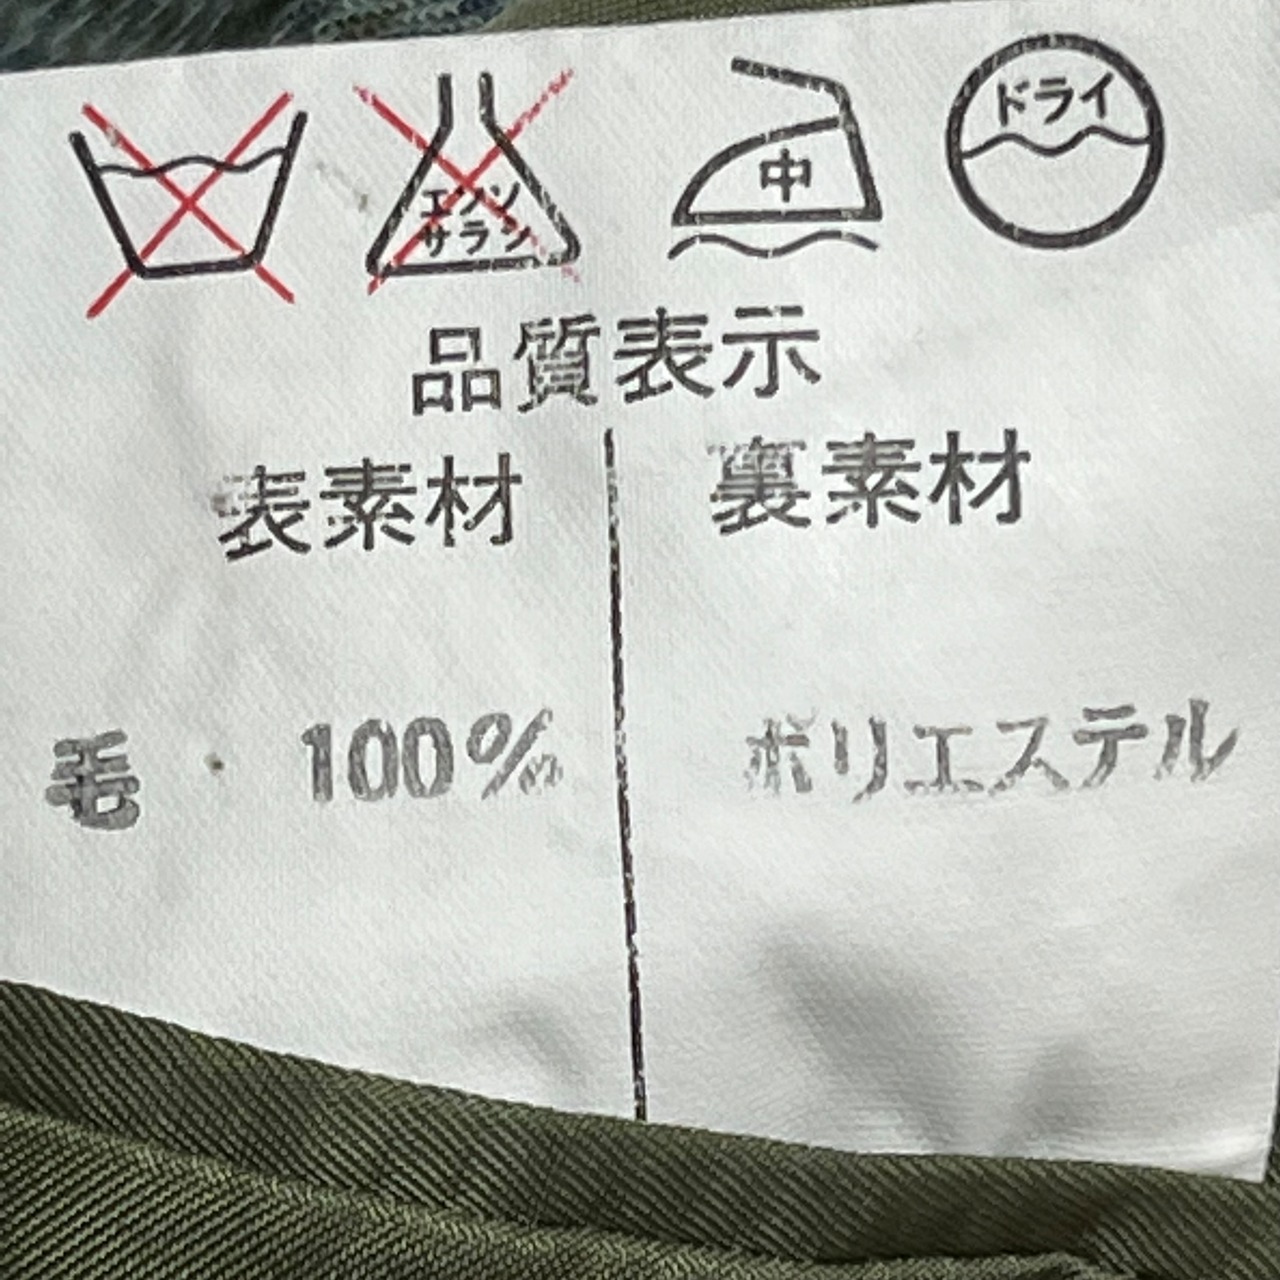 エンソ
サラシ
中
ドライ
品質表示
表素材
裏素材
毛 100%
ポリエステル